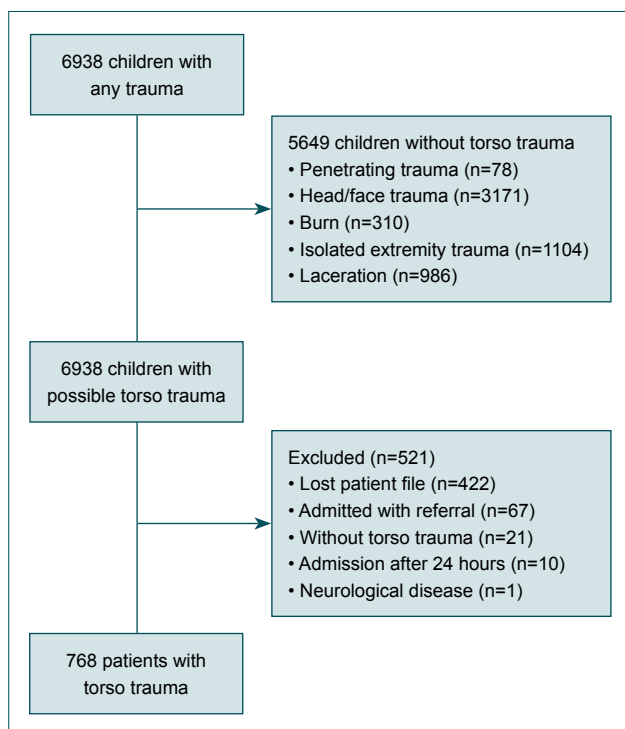 6938 children with
any trauma
5649 children without torso trauma
• Penetrating trauma (n=78)
• Head/face trauma (n=3171)
• Burn (n=310)
• Isolated extremity trauma (n=1104)
• Laceration (n=986)
6938 children with
possible torso trauma
Excluded (n=521)
• Lost patient file (n=422)
• Admitted with referral (n=67)
• Without torso trauma (n=21)
• Admission after 24 hours (n=10)
• Neurological disease (n=1)
768 patients with
torso trauma